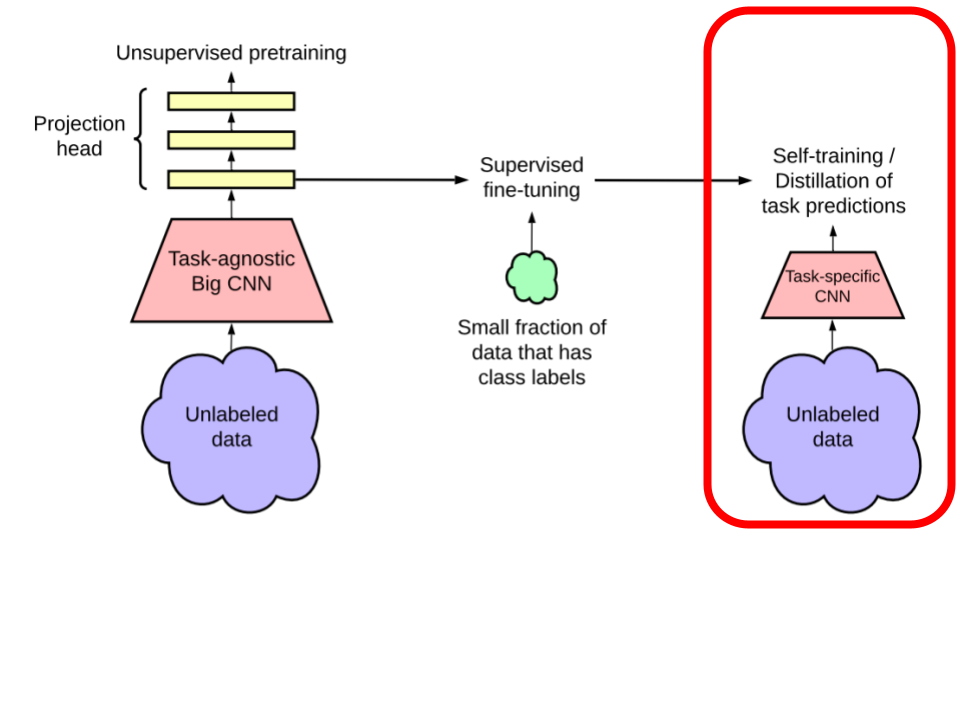 Unsupervised pretraining
Projection
head
Task-agnostic
Big CNN
Unlabeled
data
Supervised
fine-tuning
Small fraction of
data that has
class labels
Self-training /
Distillation of
task predictions
Task-specific
CNN
Unlabeled
data